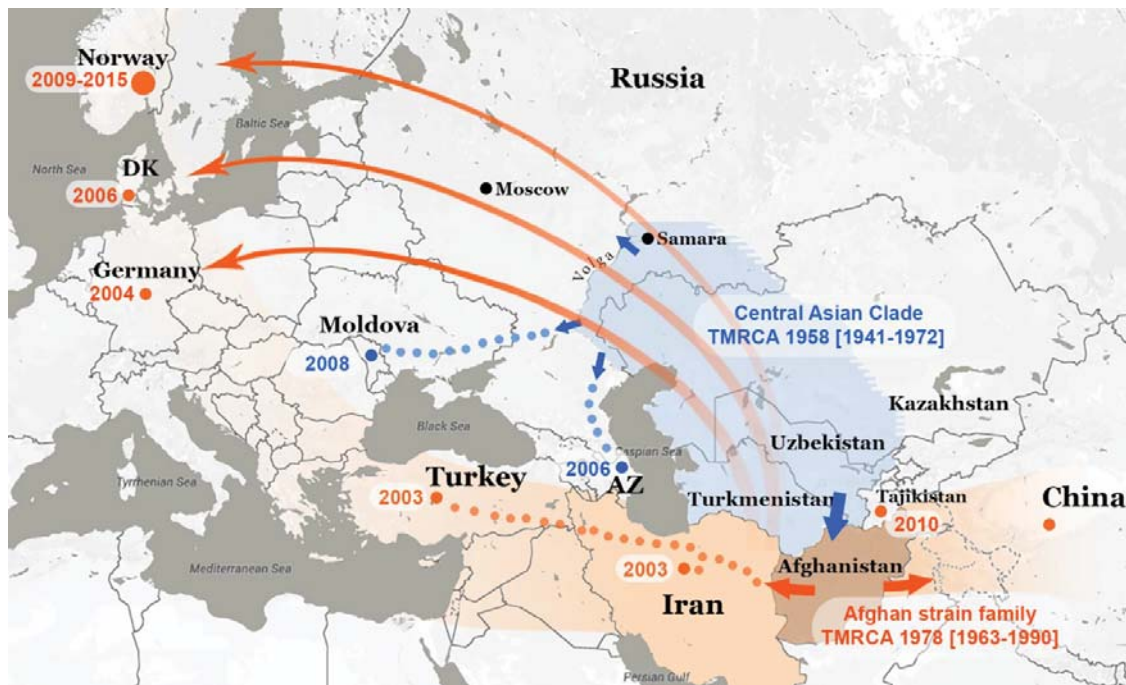 Norway
2009-2015
Russia
Baltic Sea
North Sea
DK
2006
Moscow
Samara
Volga
Germany
2004
Central Asian Clade
TMRCA 1958 [1941-1972]
Moldova
2008
Kazakhstan
Black Sea
Uzbekistan
Caspian Sea
2006
AZ
Tyrrhenian Sea
Turkey
2003
Turkmenistan
Tajikistan
2010
China
Mediterranean Sea
2003
Iran
Afghanistan
Afghan strain family
TMRCA 1978 [1963-1990]
Persian Gulf